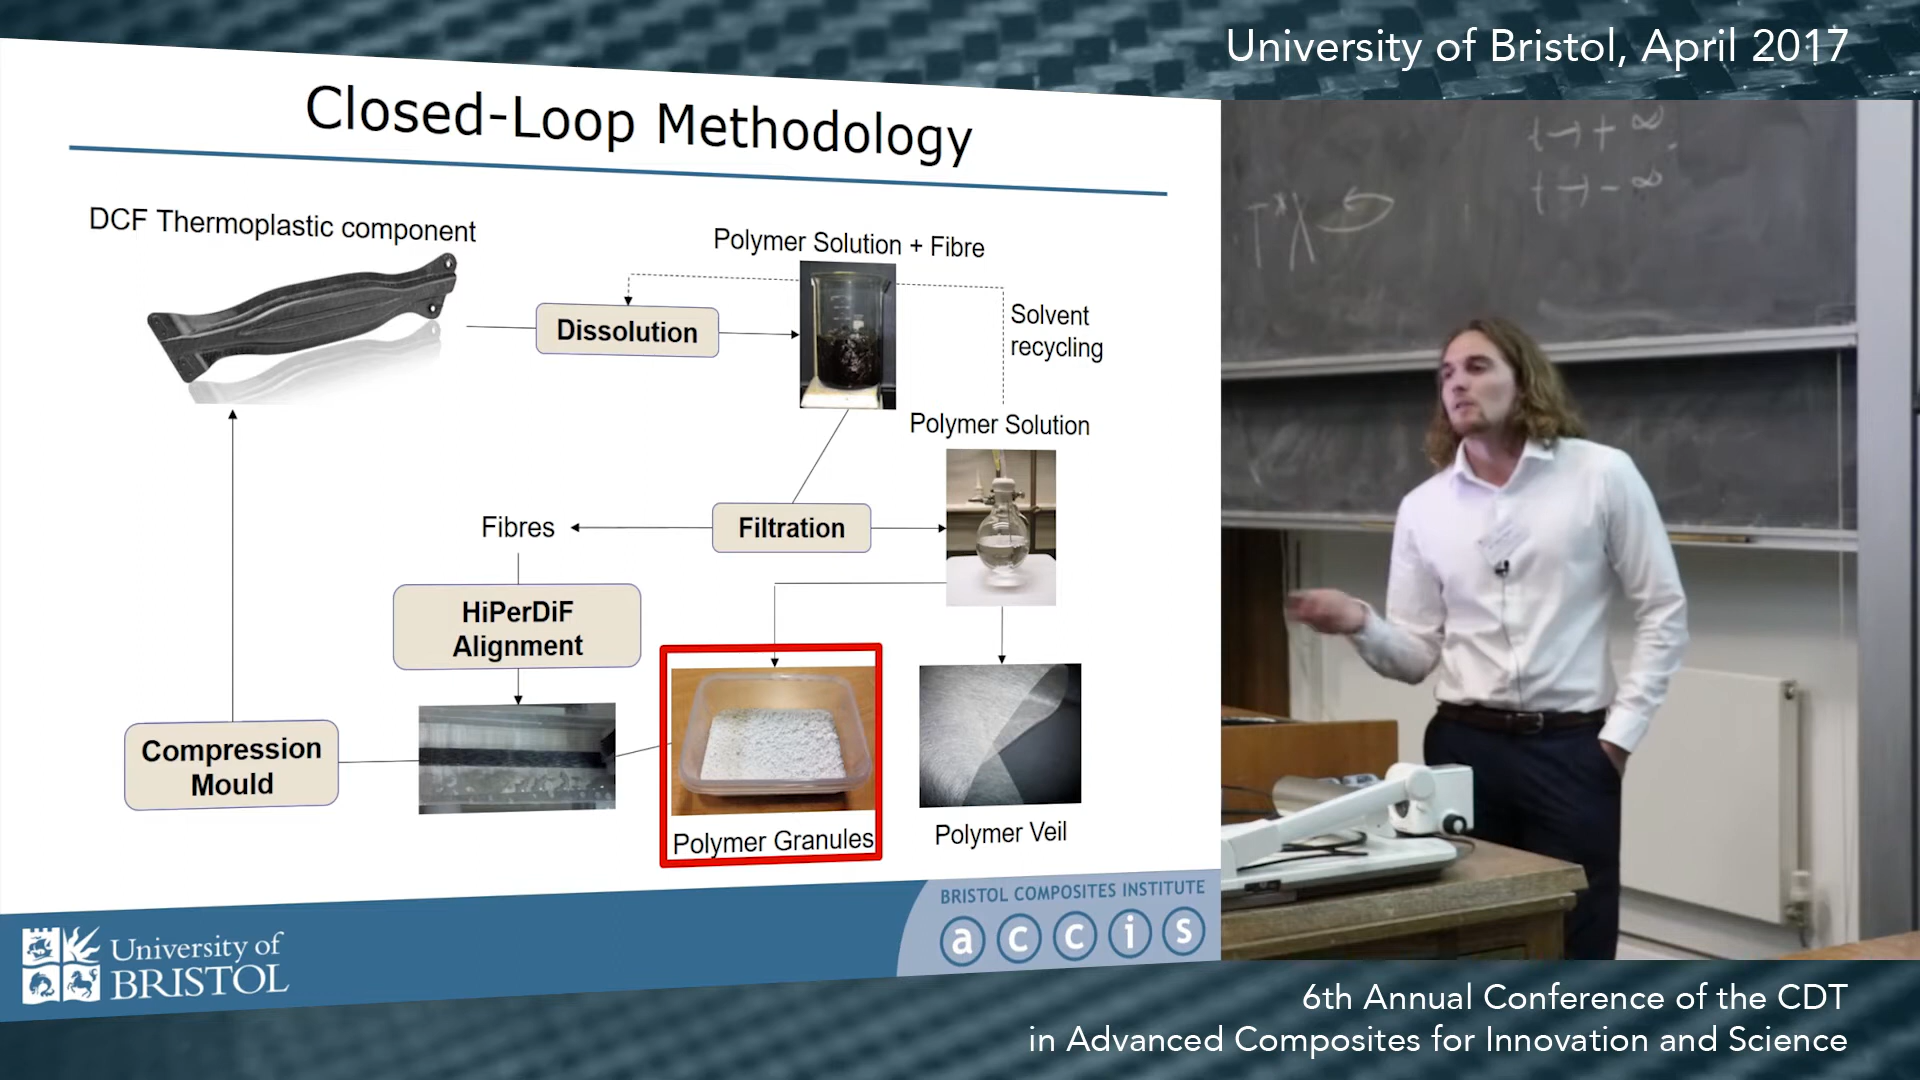 University of Bristol, April 2017
Closed-Loop Methodology
DCF Thermoplastic component
Polymer Solution + Fibre
Dissolution
Solvent
recycling
Polymer Solution
Fibres
Filtration
HiPerDiF
Alignment
Compression
Mould
Polymer Granules
Polymer Veil
BRISTOL COMPOSITES INSTITUTE
accis
University of
BRISTOL
t→+∞
t→-∞
T*X
6th Annual Conference of the CDT
in Advanced Composites for Innovation and Science